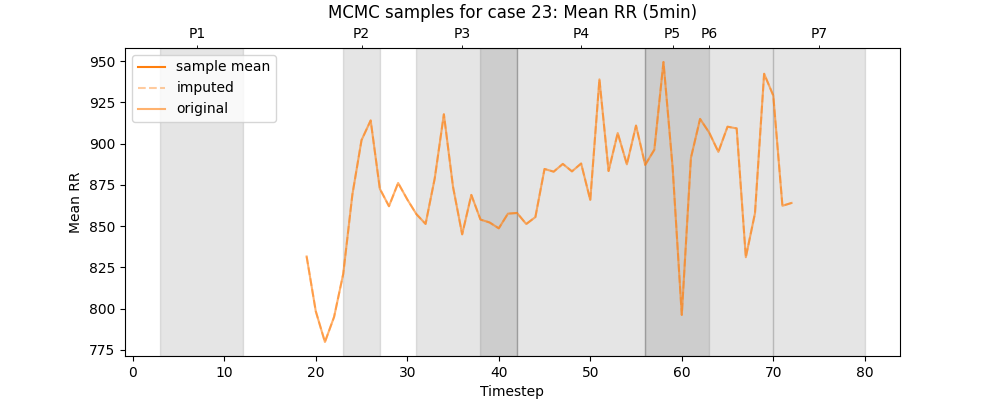 MCMC samples for case 23: Mean RR (5min)
P1 P2 P3 P4 P5 P6 P7
sample mean
imputed
original
950
925
900
875
850
825
800
775
Mean RR
0 10 20 30 40 50 60 70 80
Timestep